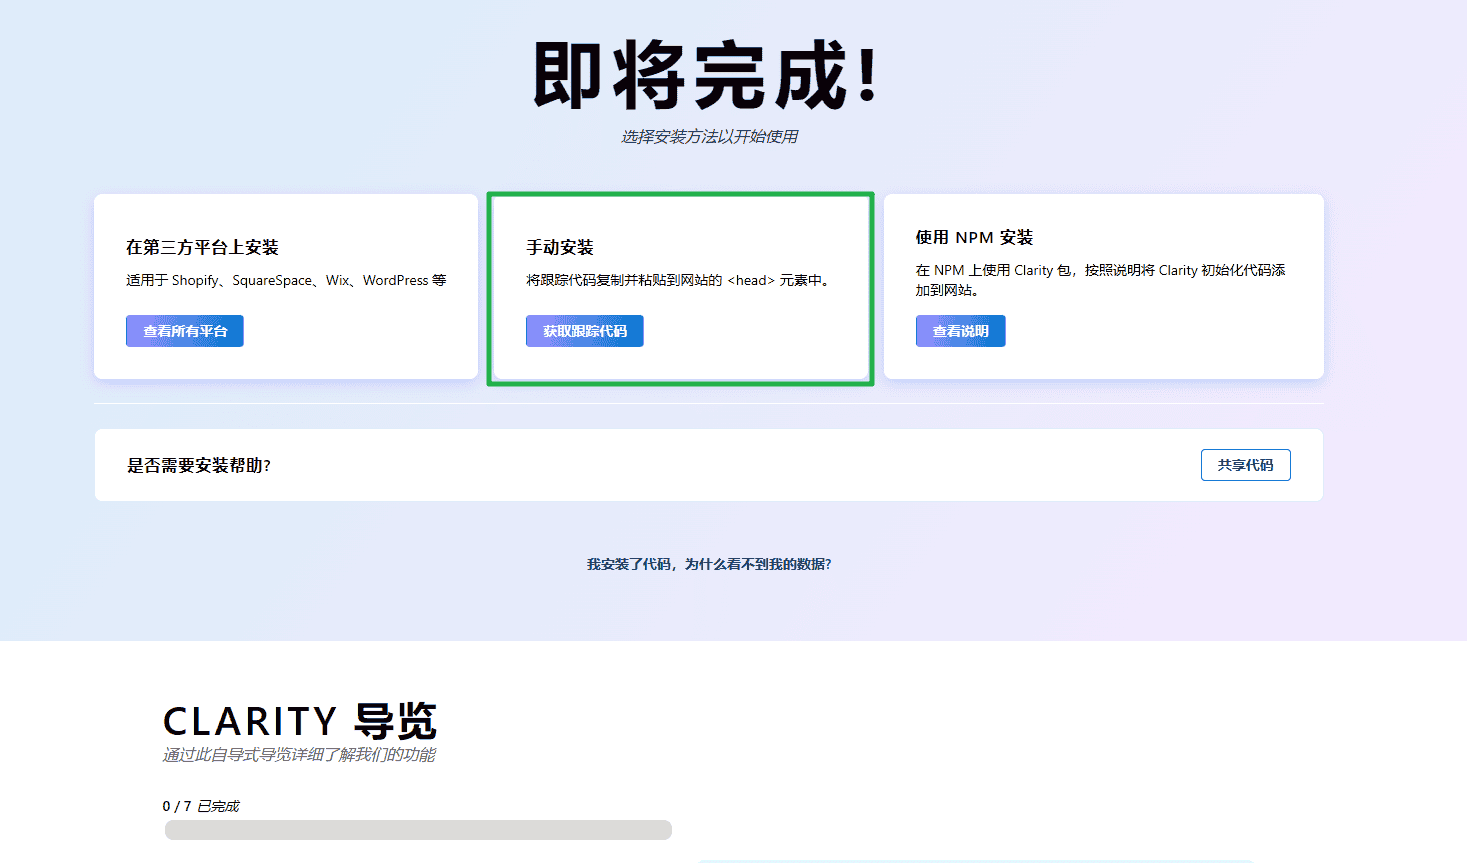 即将完成!
选择安装方法以开始使用
在第三方平台上安装
适用于 Shopify、SquareSpace、Wix、WordPress 等
查看所有平台
手动安装
将跟踪代码复制并粘贴到网站的 <head> 元素中。
获取跟踪代码
使用 NPM 安装
在 NPM 上使用 Clarity 包，按照说明将 Clarity 初始化代码添
加到网站。
查看说明
是否需要安装帮助?
共享代码
我安装了代码，为什么看不到我的数据?
CLARITY 导览
通过此自导式导览详细了解我们的功能
0 / 7 已完成